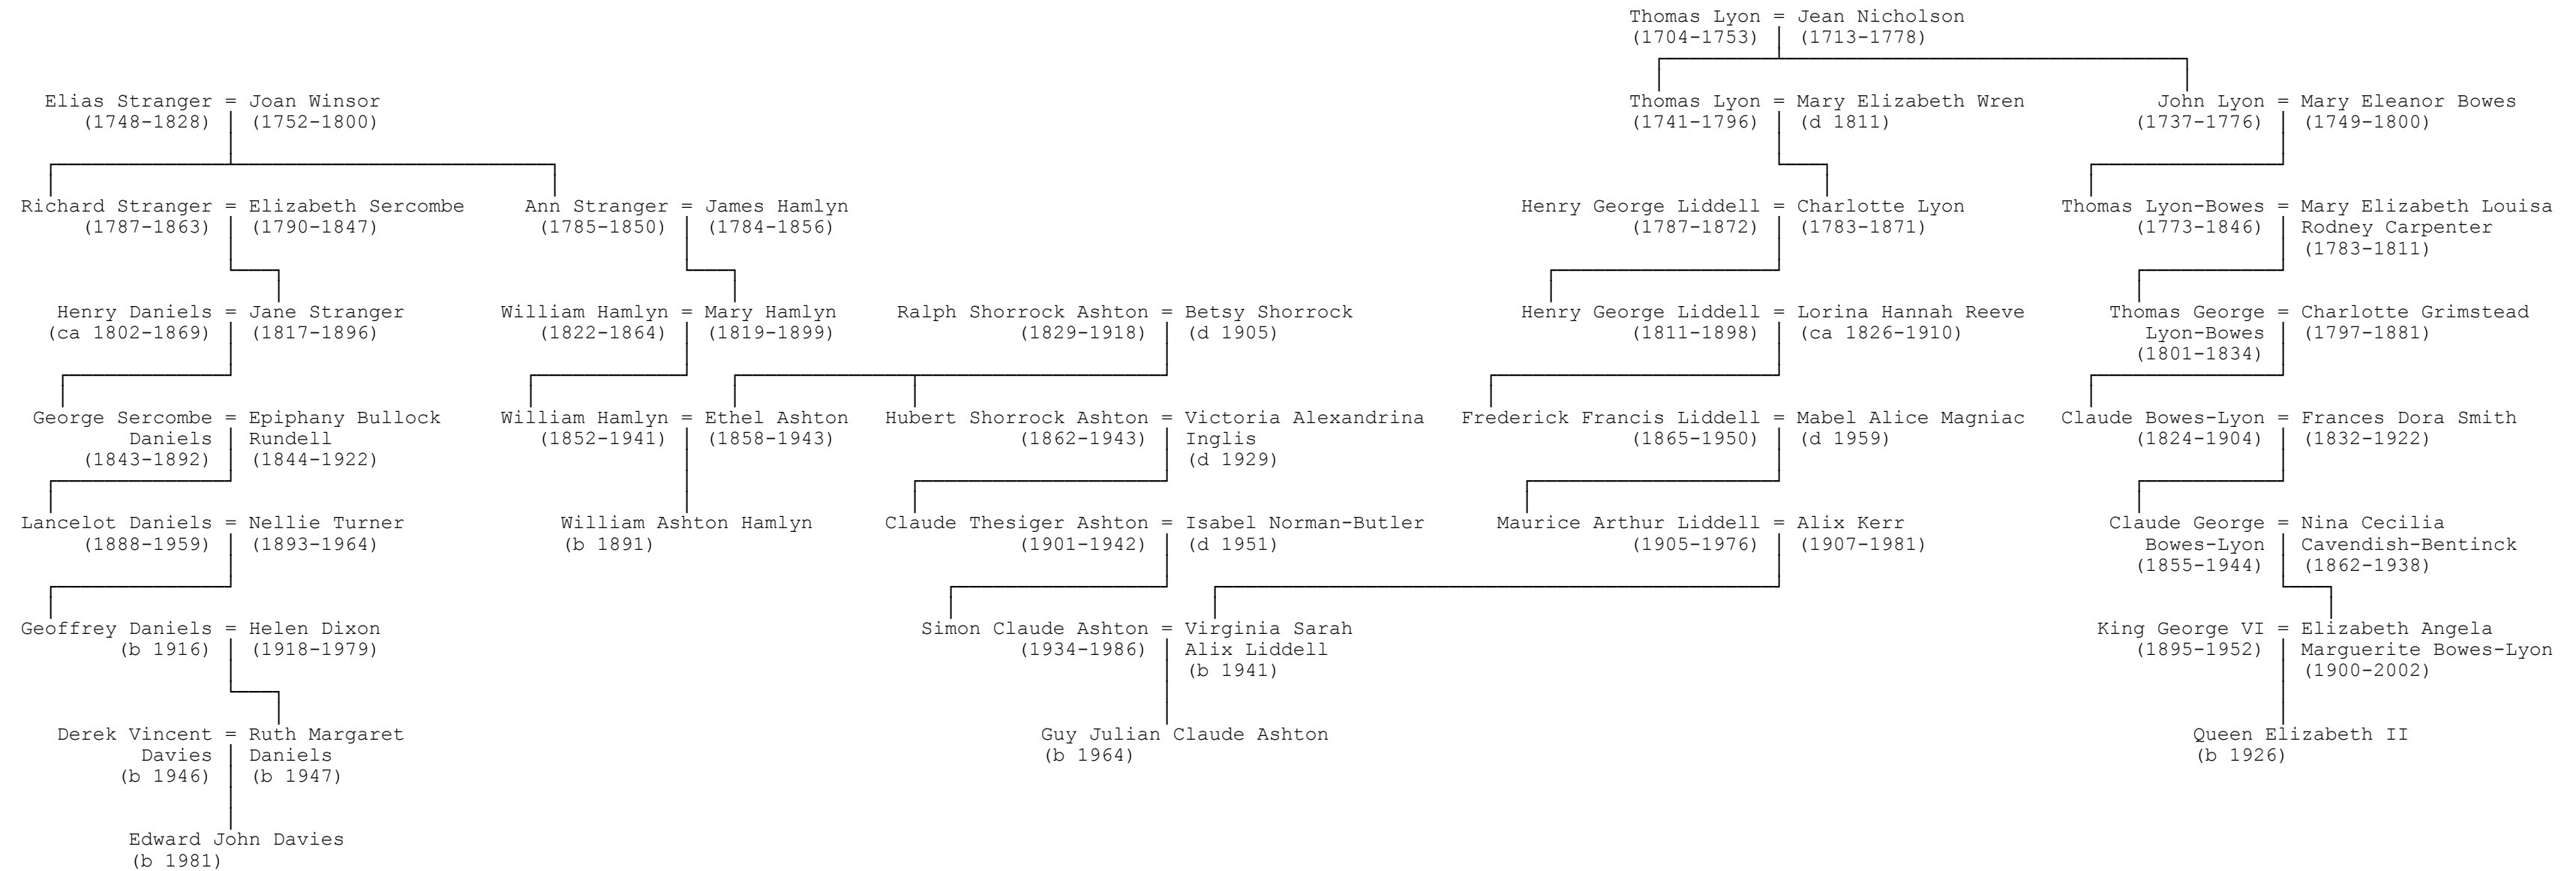 Thomas Lyon = Jean Nicholson
(1704-1753) (1713-1778)
Elias Stranger = Joan Winsor Thomas Lyon = Mary Elizabeth Wren John Lyon = Mary Eleanor Bowes
(1748-1828) (1752-1800) (1741-1796) (d 1811) (1737-1776) (1749-1800)
Richard Stranger = Elizabeth Sercombe Ann Stranger = James Hamlyn Henry George Liddell = Charlotte Lyon Thomas Lyon-Bowes = Mary Elizabeth Louisa
(1787-1863) (1790-1847) (1785-1850) (1784-1856) (1787-1872) (1783-1871) (1773-1846) Rodney Carpenter
(1783-1811)
Henry Daniels = Jane Stranger William Hamlyn = Mary Hamlyn Ralph Shorrock Ashton = Betsy Shorrock Henry George Liddell = Lorina Hannah Reeve Thomas George = Charlotte Grimstead
(ca 1802-1869) (1817-1896) (1822-1864) (1819-1899) (1829-1918) (d 1905) (1811-1898) (ca 1826-1910) Lyon-Bowes (1797-1881)
(1801-1834)
George Sercombe = Epiphany Bullock William Hamlyn = Ethel Ashton Hubert Shorrock Ashton = Victoria Alexandrina Frederick Francis Liddell = Mabel Alice Magniac Claude Bowes-Lyon = Frances Dora Smith
Daniels Rundell (1852-1941) (1858-1943) (1862-1943) Inglis (1865-1950) (d 1959) (1824-1904) (1832-1922)
(1843-1892) (1844-1922) (d 1929)
Lancelot Daniels = Nellie Turner William Ashton Hamlyn Claude Thesiger Ashton = Isabel Norman-Butler Maurice Arthur Liddell = Alix Kerr Claude George = Nina Cecilia
(1888-1959) (1893-1964) (b 1891) (1901-1942) (d 1951) (1905-1976) (1907-1981) Bowes-Lyon Cavendish-Bentinck
(1855-1944) (1862-1938)
Geoffrey Daniels = Helen Dixon Simon Claude Ashton = Virginia Sarah King George VI = Elizabeth Angela
(b 1916) (1918-1979) (1934-1986) Alix Liddell (1895-1952) Marguerite Bowes-Lyon
(b 1941) (1900-2002)
Derek Vincent = Ruth Margaret Guy Julian Claude Ashton Queen Elizabeth II
Davies Daniels (b 1964) (b 1926)
(b 1946) (b 1947)
Edward John Davies
(b 1981)